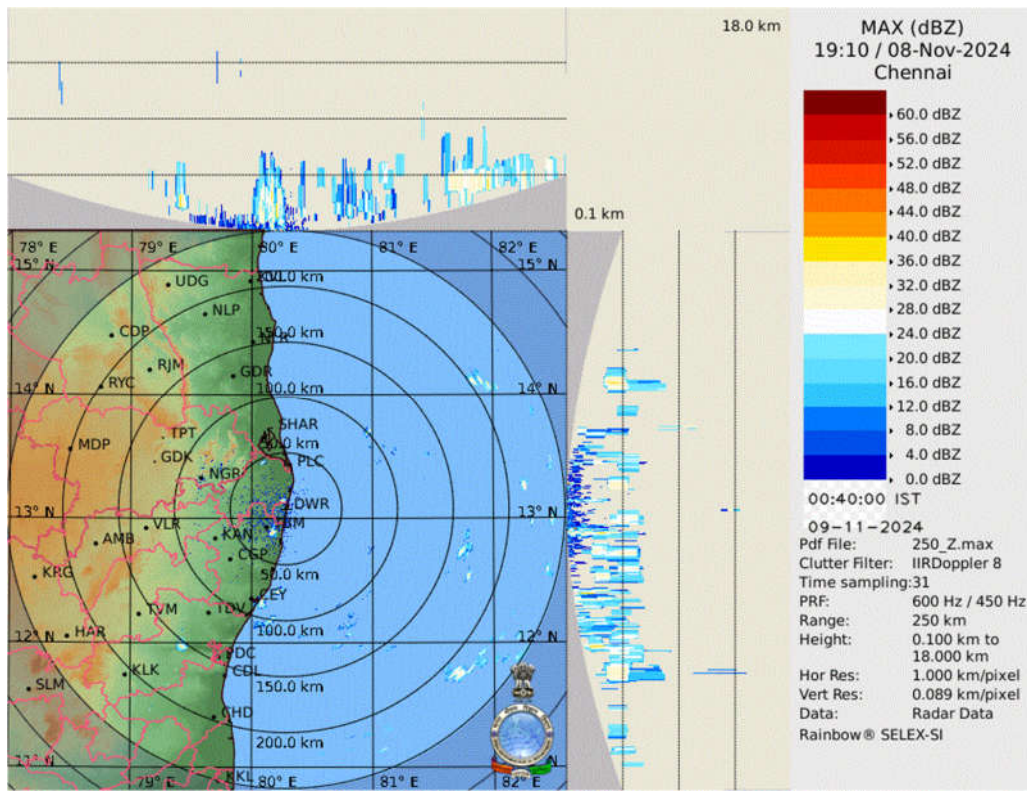 18.0 km
0.1 km
MAX (dBZ)
19:10 / 08-Nov-2024
Chennai
60.0 dBZ
56.0 dBZ
52.0 dBZ
48.0 dBZ
44.0 dBZ
40.0 dBZ
36.0 dBZ
32.0 dBZ
28.0 dBZ
24.0 dBZ
20.0 dBZ
16.0 dBZ
12.0 dBZ
8.0 dBZ
4.0 dBZ
0.0 dBZ
00:40:00 IST
09-11-2024
Pdf File: 250_Z.max
Clutter Filter: IIRDoppler 8
Time sampling:31
PRF: 600 Hz / 450 Hz
Range: 250 km
Height: 0.100 km to
18.000 km
Hor Res: 1.000 km/pixel
Vert Res: 0.089 km/pixel
Data: Radar Data
Rainbow® SELEX-SI
78° E 79° E 80° E 81° E 82° E
15° N 15° N
UDG
NLP
CDP
150.0 km
RJM
GDR
RYC
100.0 km
14° N 14° N
SHAR
TPT
MDP
GDK
PLC
NGR
DWR
13° N 13° N
VLR
KAN
AMB
CGP
KRG
50.0 km
CEY
TVM
TDV
HAR
100.0 km
12° N 12° N
PDC
KLK
CDL
SLM
150.0 km
CHD
200.0 km
KKL
79° E 80° E 81° E 82° E